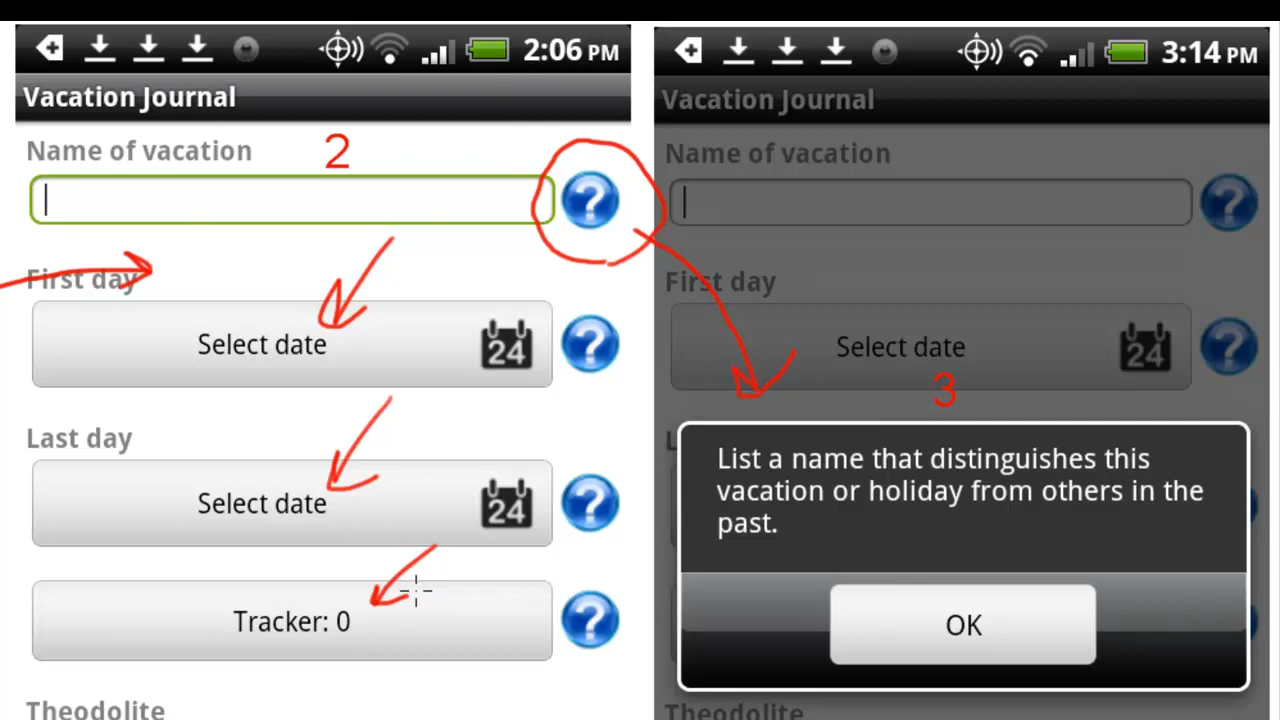 2:06 PM
Vacation Journal
Name of vacation
2
?
First day
Select date
24
?
Last day
Select date
24
?
Tracker: 0
?
Theodolite
3:14 PM
Vacation Journal
Name of vacation
?
First day
Select date
24
?
3
L
List a name that distinguishes this
vacation or holiday from others in the
past.
OK
Theodolite